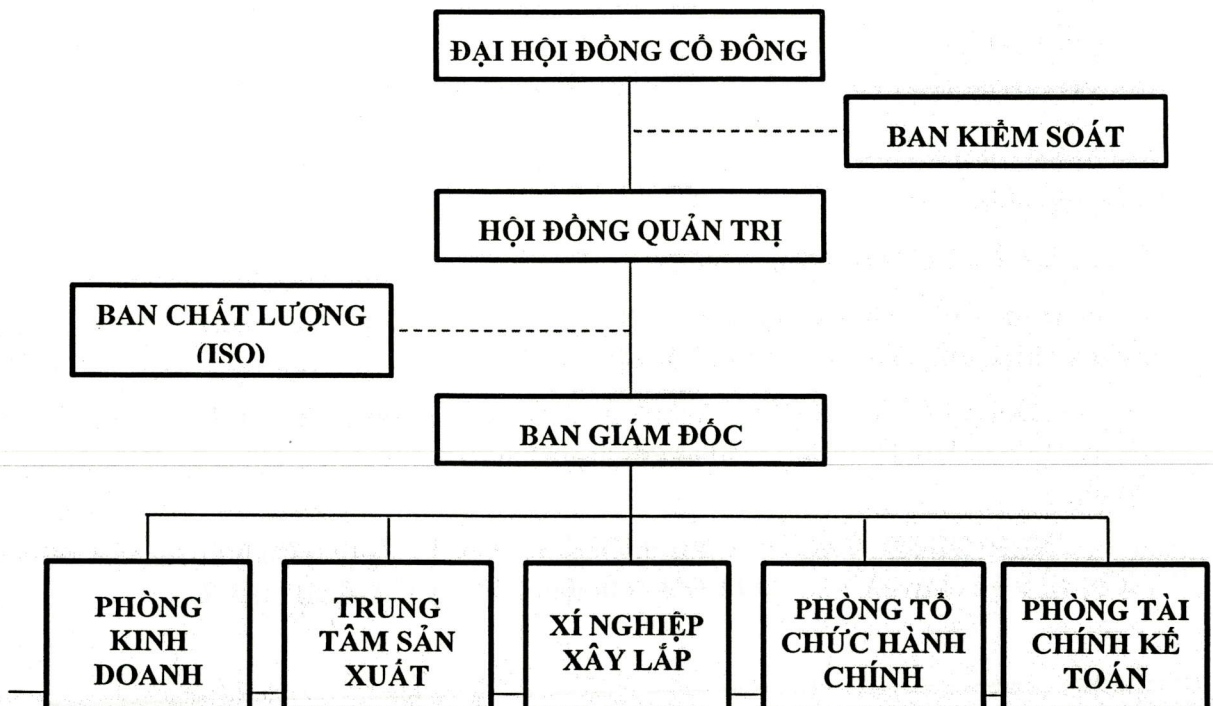 ĐẠI HỘI ĐỒNG CỔ ĐÔNG
BAN KIỂM SOÁT
HỘI ĐỒNG QUẢN TRỊ
BAN CHẤT LƯỢNG
(ISO)
BAN GIÁM ĐỐC
PHÒNG
KINH
DOANH
TRUNG
TÂM SẢN
XUẤT
XÍ NGHIỆP
XÂY LẮP
PHÒNG TỔ
CHỨC HÀNH
CHÍNH
PHÒNG TÀI
CHÍNH KẾ
TOÁN